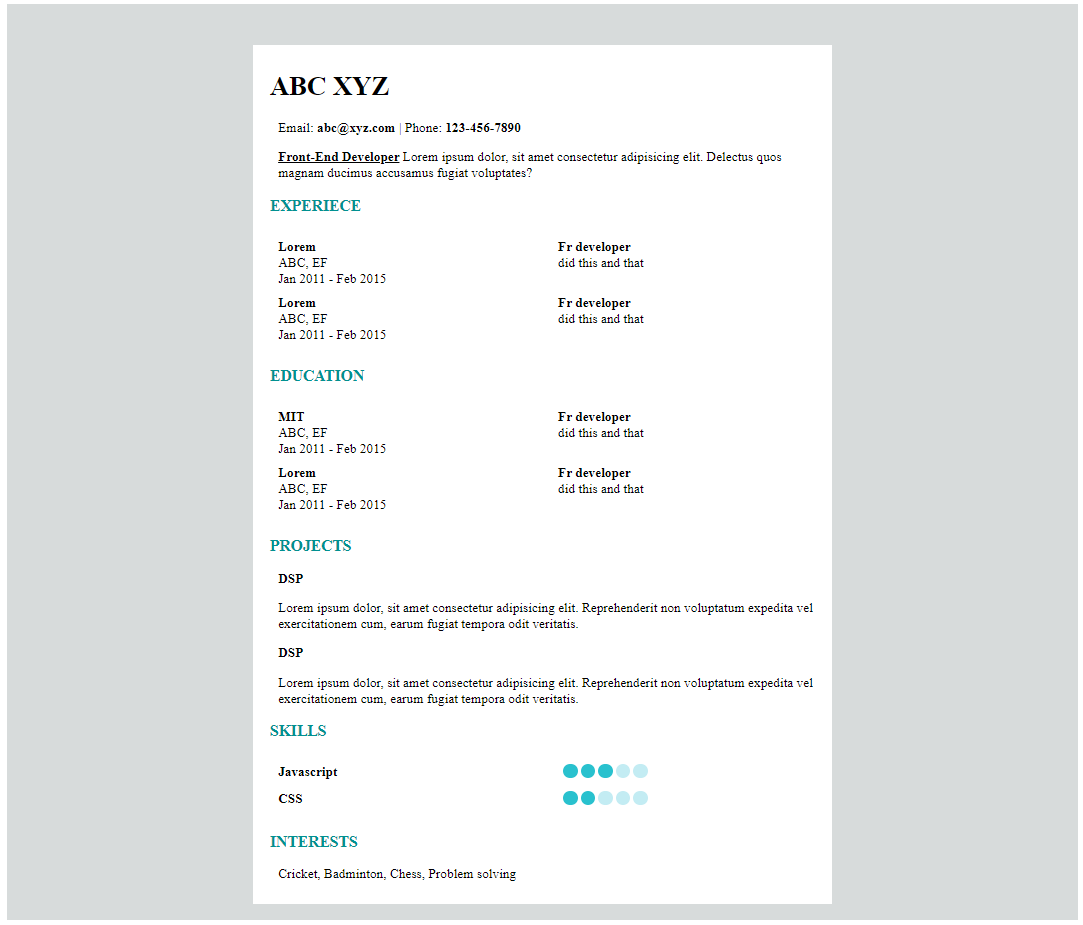 ABC XYZ
Email: abc@xyz.com | Phone: 123-456-7890
Front-End Developer Lorem ipsum dolor, sit amet consectetur adipisicing elit. Delectus quos
magnam ducimus accusamus fugiat voluptates?
EXPERIECE
Lorem Fr developer
ABC, EF did this and that
Jan 2011 - Feb 2015
Lorem Fr developer
ABC, EF did this and that
Jan 2011 - Feb 2015
EDUCATION
MIT Fr developer
ABC, EF did this and that
Jan 2011 - Feb 2015
Lorem Fr developer
ABC, EF did this and that
Jan 2011 - Feb 2015
PROJECTS
DSP
Lorem ipsum dolor, sit amet consectetur adipisicing elit. Reprehenderit non voluptatum expedita vel
exercitationem cum, earum fugiat tempora odit veritatis.
DSP
Lorem ipsum dolor, sit amet consectetur adipisicing elit. Reprehenderit non voluptatum expedita vel
exercitationem cum, earum fugiat tempora odit veritatis.
SKILLS
Javascript
CSS
INTERESTS
Cricket, Badminton, Chess, Problem solving